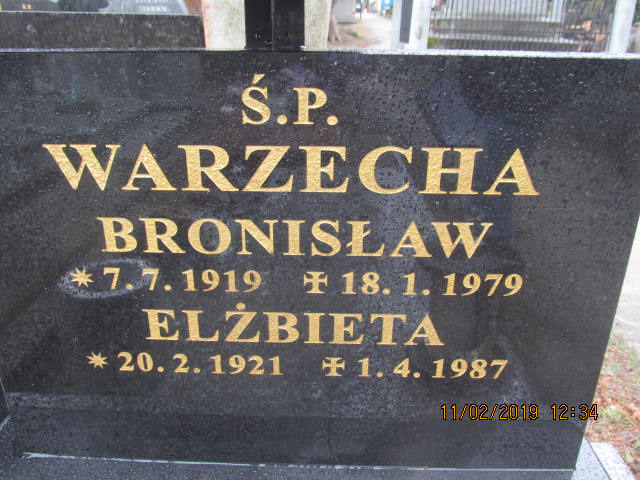 Ś.P.
WARZECHA
BRONISŁAW
* 7. 7. 1919 ✝ 18. 1. 1979
ELŻBIETA
* 20. 2. 1921 ✝ 1. 4. 1987
11/02/2019 12:34